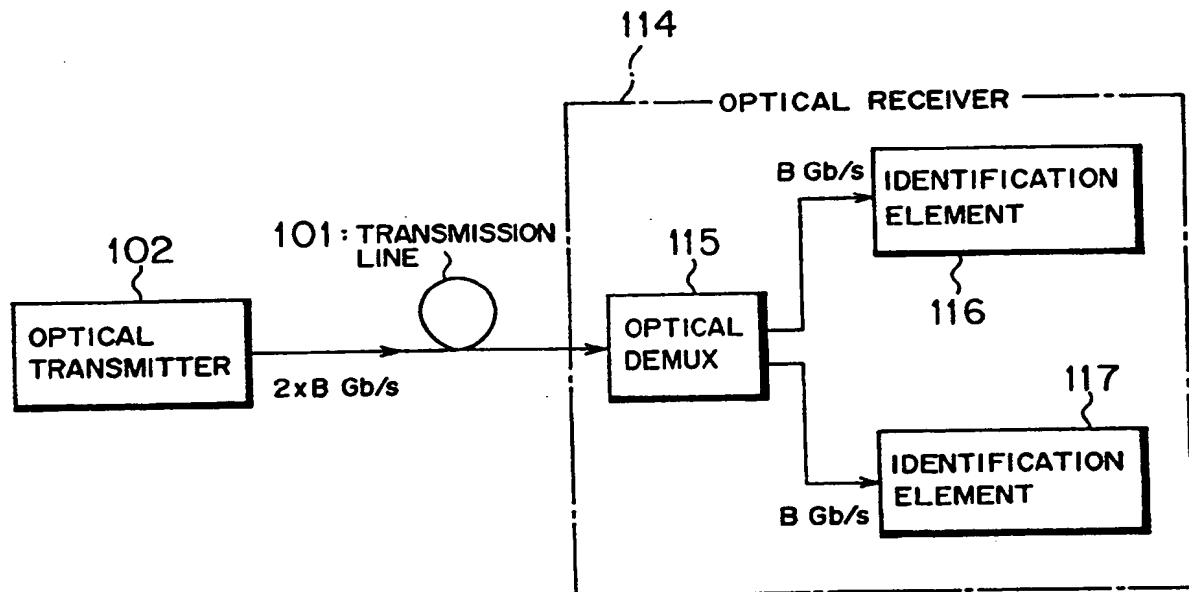 114
OPTICAL RECEIVER
B Gb/s
IDENTIFICATION
ELEMENT
116
101: TRANSMISSION
LINE
102
115
OPTICAL
TRANSMITTER
2xB Gb/s
OPTICAL
DEMUX
117
IDENTIFICATION
ELEMENT
B Gb/s